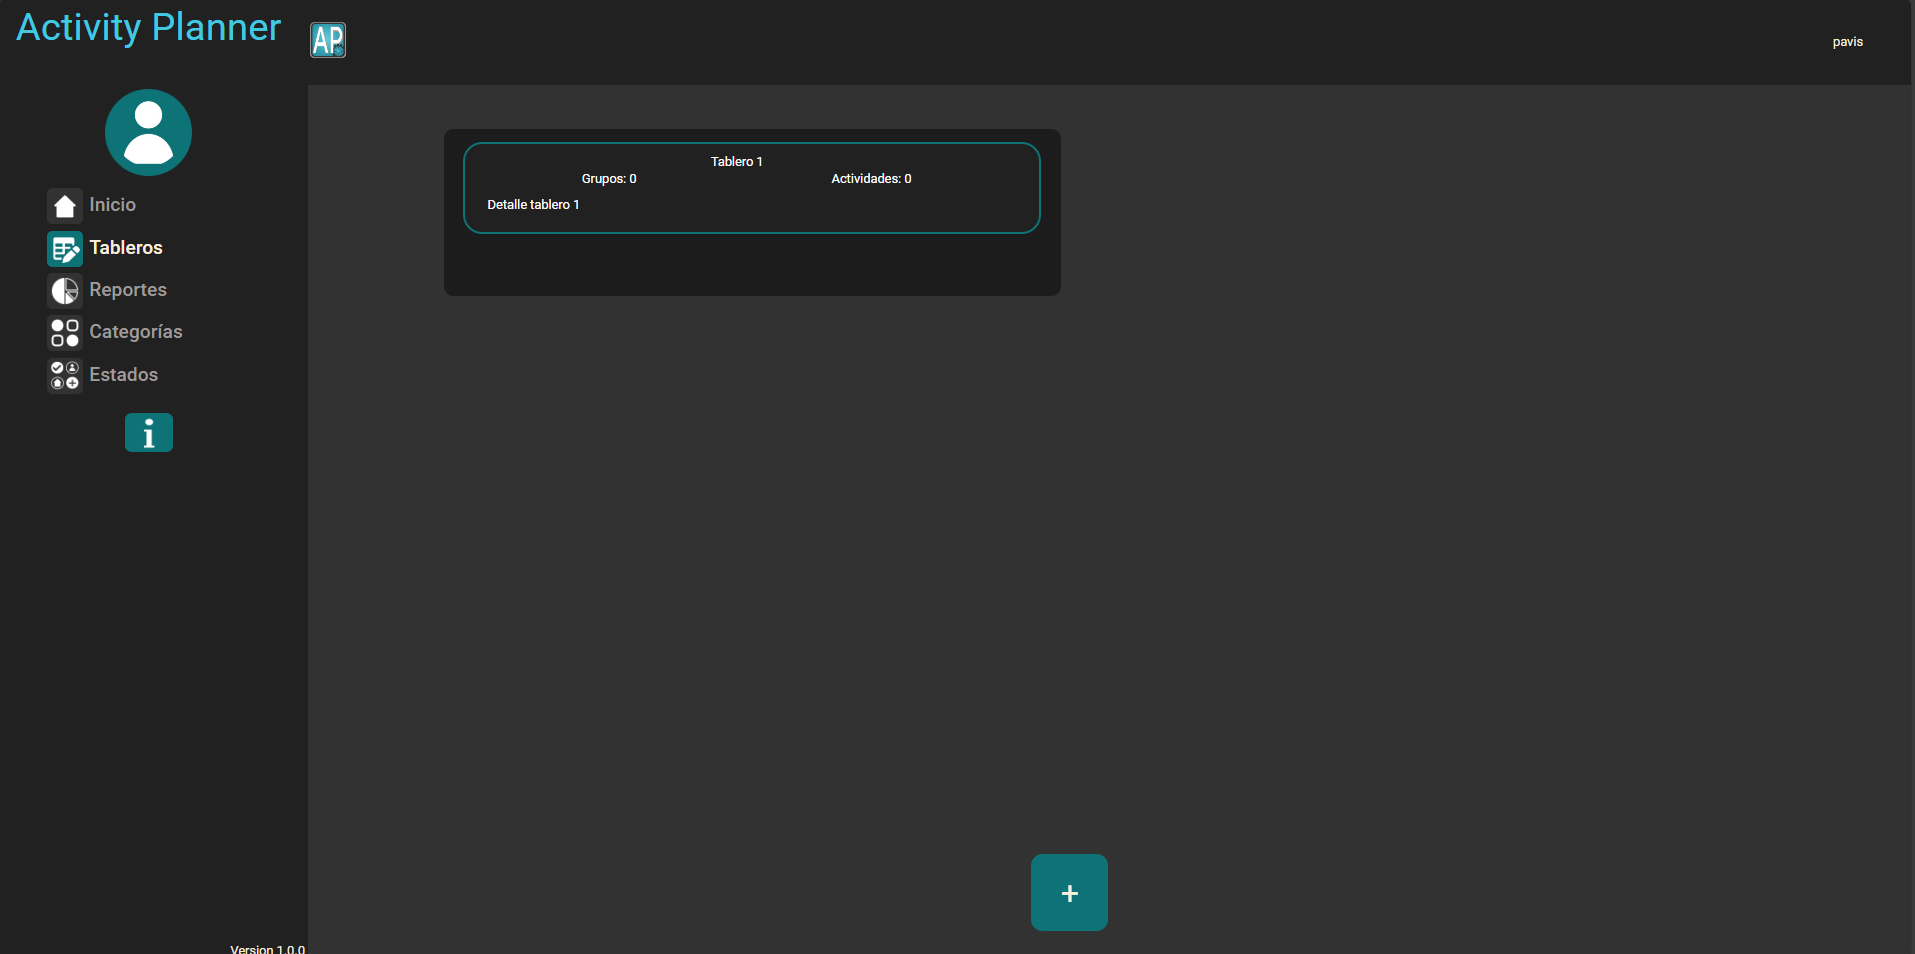 Activity Planner
AP
pavis
Inicio
Tableros
Reportes
Categorías
Estados
i
Tablero 1
Grupos: 0 Actividades: 0
Detalle tablero 1
+
Version 1.0.0